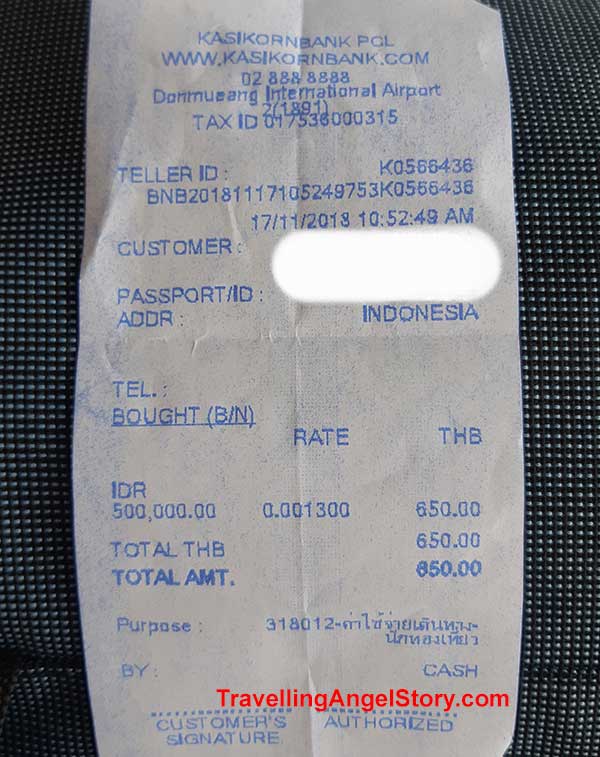 KASIKORNBANK PCL
WWW.KASIKORNBANK.COM
02 888 8888
Donmueang International Airport
2(1891)
TAX ID 017536000315
TELLER ID : K0566436
BNB20181117105249753K0566436
17/11/2018 10:52:49 AM
CUSTOMER :
PASSPORT/ID :
ADDR : INDONESIA
TEL. :
BOUGHT (B/N)
RATE THB
IDR
500,000.00 0.001300 650.00
TOTAL THB 650.00
TOTAL AMT. 650.00
Purpose : 318012-ค่าใช้จ่ายเดินทาง-
นักท่องเที่ยว
BY : CASH
TravellingAngelStory.com
CUSTOMER'S AUTHORIZED
SIGNATURE